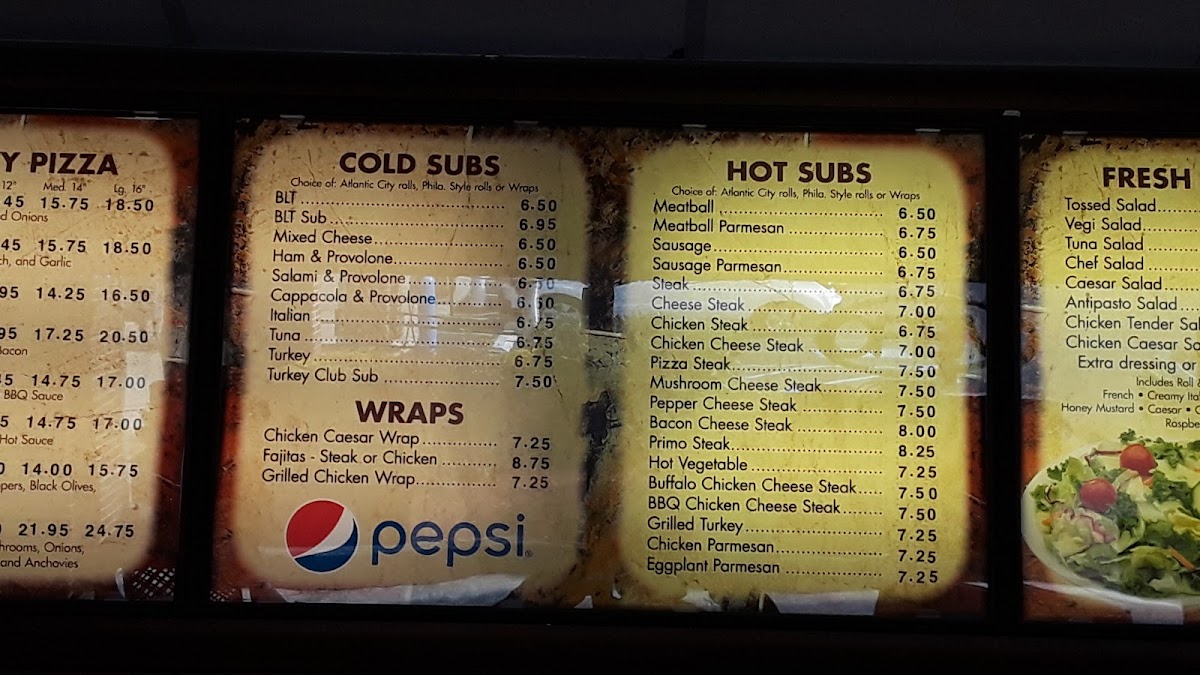 Y PIZZA
12" Med. 14" Lg. 16"
45 15.75 18.50
d Onions
45 15.75 18.50
ch, and Garlic
95 14.25 16.50
95 17.25 20.50
Bacon
45 14.75 17.00
BBQ Sauce
5 14.75 17.00
Hot Sauce
0 14.00 15.75
pers, Black Olives,
0 21.95 24.75
hrooms, Onions,
and Anchovies
COLD SUBS
Choice of: Atlantic City rolls, Phila. Style rolls or Wraps
BLT 6.50
BLT Sub 6.95
Mixed Cheese 6.50
Ham & Provolone 6.50
Salami & Provolone 6.50
Cappacola & Provolone 6.50
Italian 6.75
Tuna 6.75
Turkey 6.75
Turkey Club Sub 7.50
WRAPS
Chicken Caesar Wrap 7.25
Fajitas - Steak or Chicken 8.75
Grilled Chicken Wrap 7.25
pepsi
HOT SUBS
Choice of: Atlantic City rolls, Phila. Style rolls or Wraps
Meatball 6.50
Meatball Parmesan 6.75
Sausage 6.50
Sausage Parmesan 6.75
Steak 6.75
Cheese Steak 7.00
Chicken Steak 6.75
Chicken Cheese Steak 7.00
Pizza Steak 7.50
Mushroom Cheese Steak 7.50
Pepper Cheese Steak 7.50
Bacon Cheese Steak 8.00
Primo Steak 8.25
Hot Vegetable 7.25
Buffalo Chicken Cheese Steak 7.50
BBQ Chicken Cheese Steak 7.50
Grilled Turkey 7.25
Chicken Parmesan 7.25
Eggplant Parmesan 7.25
FRESH
Tossed Salad
Vegi Salad
Tuna Salad
Chef Salad
Caesar Salad
Antipasto Salad
Chicken Tender Sal
Chicken Caesar Sa
Extra dressing or
Includes Roll &
French • Creamy Ita
Honey Mustard • Caesar •
Raspbe